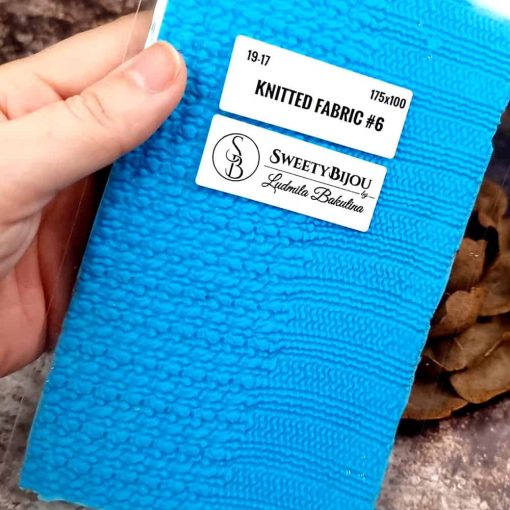 19-17
KNITTED FABRIC #6
175x100
SB
SWEETYBIJOU
by
Ludmila Bakulina